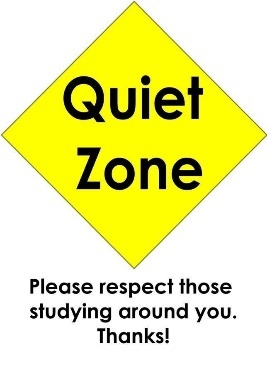 Quiet
Zone
Please respect those
studying around you.
Thanks!